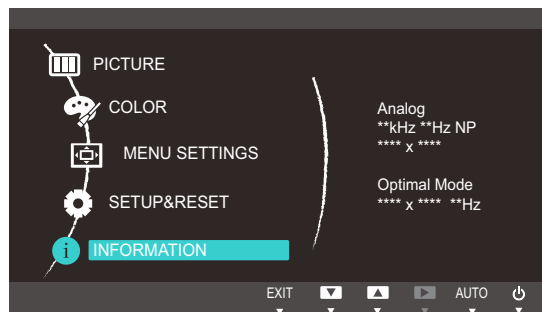 PICTURE
COLOR
MENU SETTINGS
SETUP&RESET
i INFORMATION
Analog
**kHz **Hz NP
**** x ****
Optimal Mode
**** x **** **Hz
EXIT AUTO